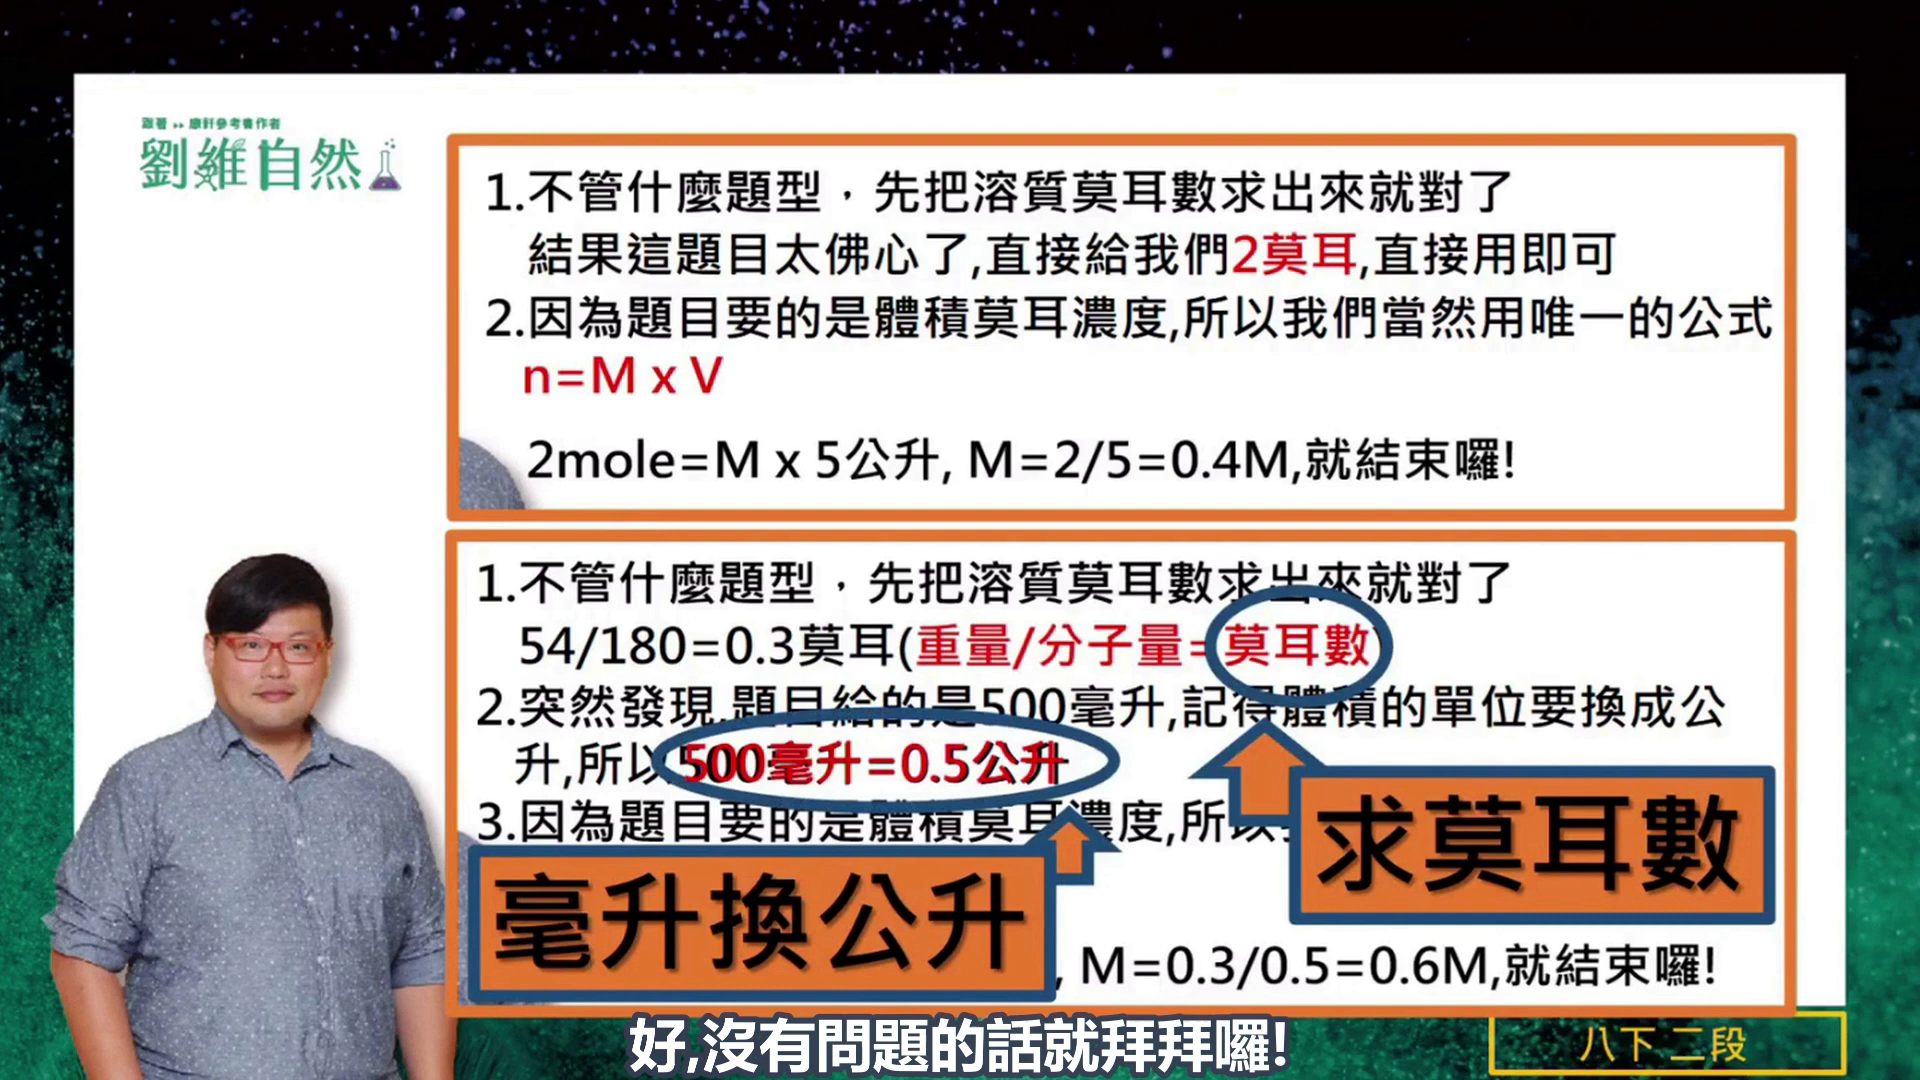 跟著 ▸▸ 康軒參考書作者
劉維自然
1.不管什麼題型，先把溶質莫耳數求出來就對了
結果這題目太佛心了,直接給我們2莫耳,直接用即可
2.因為題目要的是體積莫耳濃度,所以我們當然用唯一的公式
n=M x V
2mole=M x 5公升, M=2/5=0.4M,就結束囉!
1.不管什麼題型，先把溶質莫耳數求出來就對了
54/180=0.3莫耳(重量/分子量=莫耳數)
2.突然發現,題目給的是500毫升,記得體積的單位要換成公
升,所以500毫升=0.5公升
3.因為題目要的是體積莫耳濃度,所以
求莫耳數
毫升換公升
, M=0.3/0.5=0.6M,就結束囉!
好,沒有問題的話就拜拜囉!
八下 二段